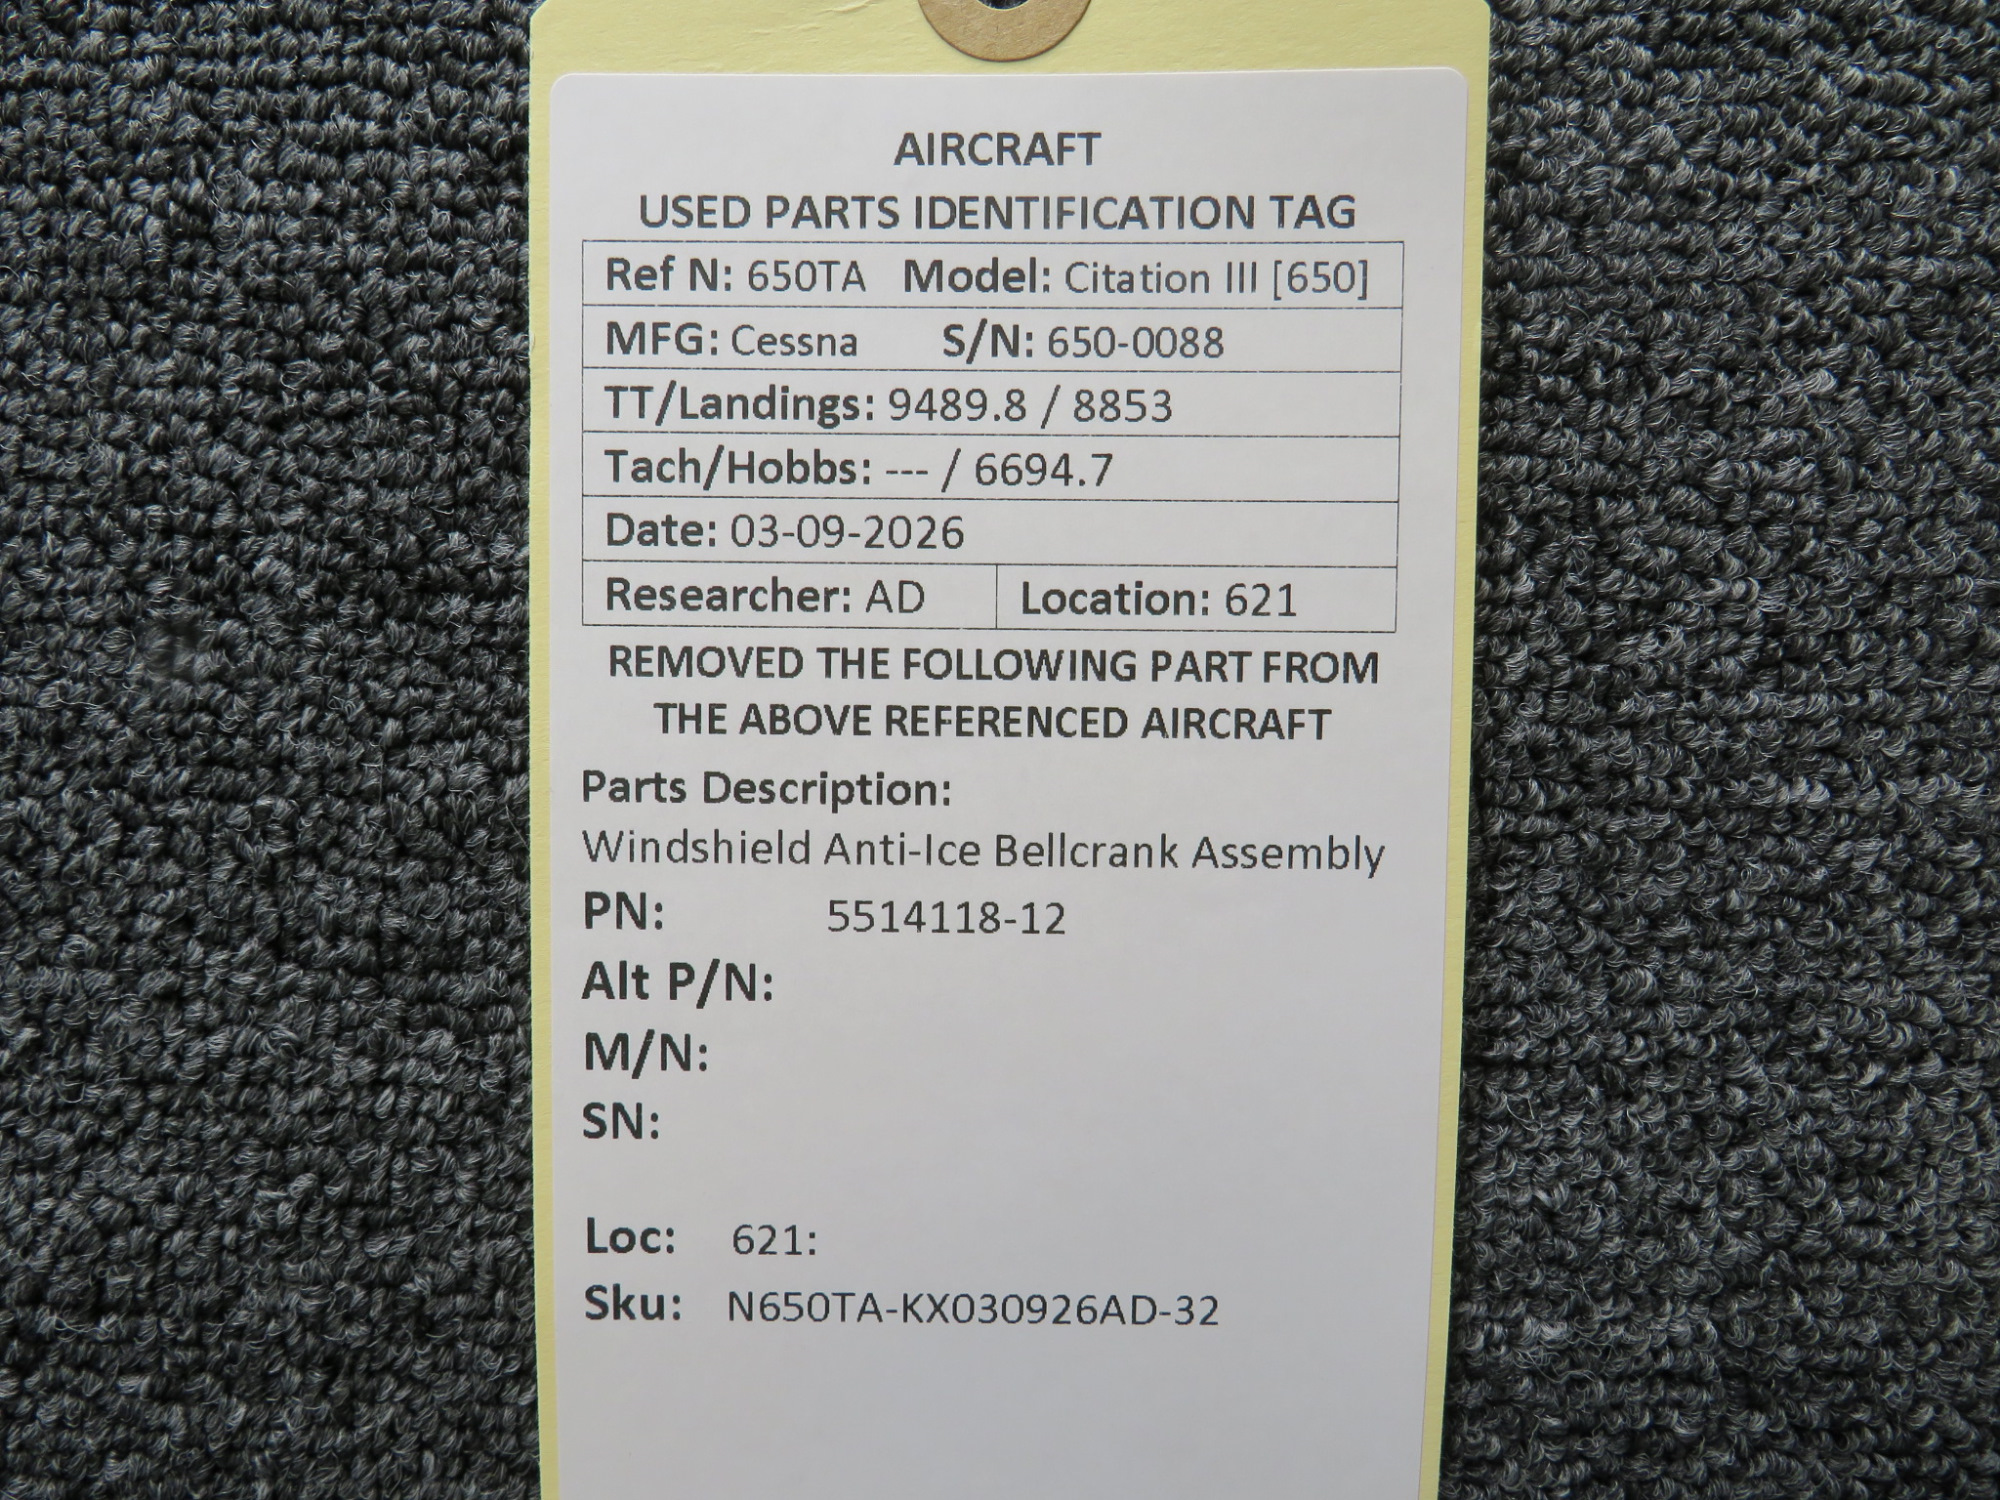 AIRCRAFT
USED PARTS IDENTIFICATION TAG
Ref N: 650TA Model: Citation III [650]
MFG: Cessna S/N: 650-0088
TT/Landings: 9489.8 / 8853
Tach/Hobbs: --- / 6694.7
Date: 03-09-2026
Researcher: AD Location: 621
REMOVED THE FOLLOWING PART FROM
THE ABOVE REFERENCED AIRCRAFT
Parts Description:
Windshield Anti-Ice Bellcrank Assembly
PN: 5514118-12
Alt P/N:
M/N:
SN:
Loc: 621:
Sku: N650TA-KX030926AD-32